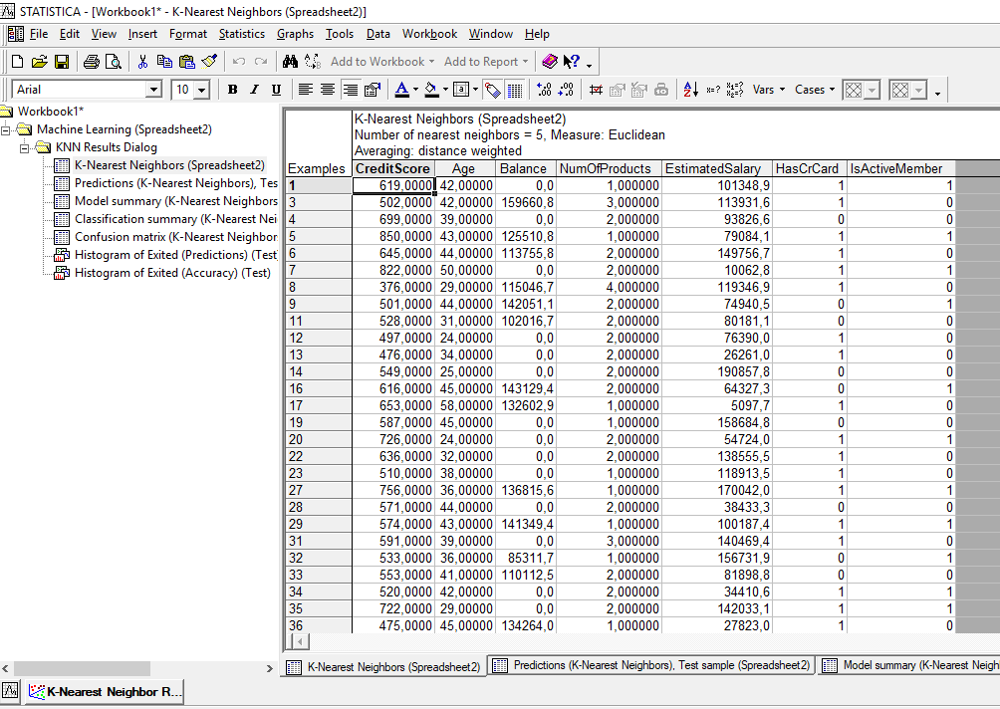 STATISTICA - [Workbook1* - K-Nearest Neighbors (Spreadsheet2)]
File Edit View Insert Format Statistics Graphs Tools Data Workbook Window Help
Add to Workbook Add to Report
Arial 10 B I U Vars Cases
Workbook1*
Machine Learning (Spreadsheet2)
KNN Results Dialog
K-Nearest Neighbors (Spreadsheet2)
Predictions (K-Nearest Neighbors), Tes
Model summary (K-Nearest Neighbors
Classification summary (K-Nearest Nei
Confusion matrix (K-Nearest Neighbor
Histogram of Exited (Predictions) (Test
Histogram of Exited (Accuracy) (Test)
K-Nearest Neighbors (Spreadsheet2)
Number of nearest neighbors = 5, Measure: Euclidean
Averaging: distance weighted
Examples CreditScore Age Balance NumOfProducts EstimatedSalary HasCrCard IsActiveMember
1 619,0000 42,00000 0,0 1,000000 101348,9 1 1
3 502,0000 42,00000 159660,8 3,000000 113931,6 1 0
4 699,0000 39,00000 0,0 2,000000 93826,6 0 0
5 850,0000 43,00000 125510,8 1,000000 79084,1 1 1
6 645,0000 44,00000 113755,8 2,000000 149756,7 1 0
7 822,0000 50,00000 0,0 2,000000 10062,8 1 1
8 376,0000 29,00000 115046,7 4,000000 119346,9 1 0
9 501,0000 44,00000 142051,1 2,000000 74940,5 0 1
11 528,0000 31,00000 102016,7 2,000000 80181,1 0 0
12 497,0000 24,00000 0,0 2,000000 76390,0 1 0
13 476,0000 34,00000 0,0 2,000000 26261,0 1 0
14 549,0000 25,00000 0,0 2,000000 190857,8 0 0
16 616,0000 45,00000 143129,4 2,000000 64327,3 0 1
17 653,0000 58,00000 132602,9 1,000000 5097,7 1 0
19 587,0000 45,00000 0,0 1,000000 158684,8 0 0
20 726,0000 24,00000 0,0 2,000000 54724,0 1 1
22 636,0000 32,00000 0,0 2,000000 138555,5 1 0
23 510,0000 38,00000 0,0 1,000000 118913,5 1 0
27 756,0000 36,00000 136815,6 1,000000 170042,0 1 1
28 571,0000 44,00000 0,0 2,000000 38433,3 0 0
29 574,0000 43,00000 141349,4 1,000000 100187,4 1 1
31 591,0000 39,00000 0,0 3,000000 140469,4 1 0
32 533,0000 36,00000 85311,7 1,000000 156731,9 0 1
33 553,0000 41,00000 110112,5 2,000000 81898,8 0 0
34 520,0000 42,00000 0,0 2,000000 34410,6 1 1
35 722,0000 29,00000 0,0 2,000000 142033,1 1 1
36 475,0000 45,00000 134264,0 1,000000 27823,0 1 0
K-Nearest Neighbors (Spreadsheet2) Predictions (K-Nearest Neighbors), Test sample (Spreadsheet2) Model summary (K-Nearest Neigh
K-Nearest Neighbor R...